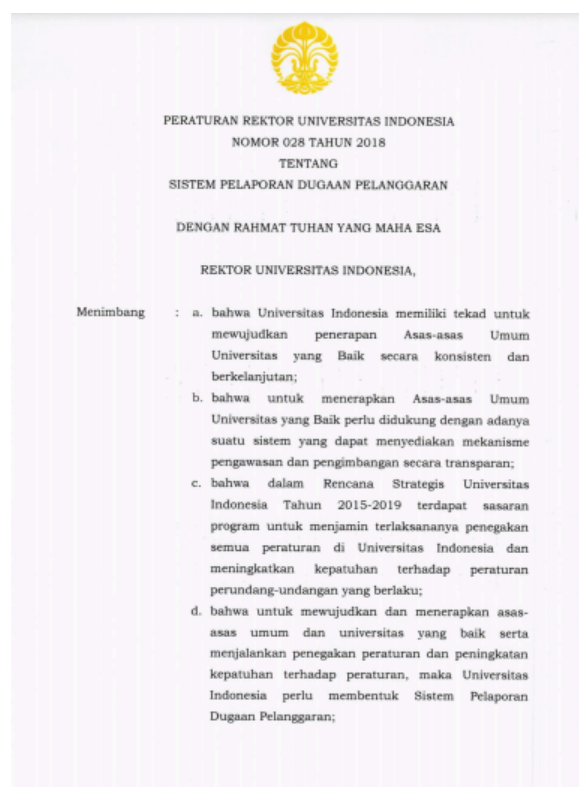 PERATURAN REKTOR UNIVERSITAS INDONESIA
NOMOR 028 TAHUN 2018
TENTANG
SISTEM PELAPORAN DUGAAN PELANGGARAN
DENGAN RAHMAT TUHAN YANG MAHA ESA
REKTOR UNIVERSITAS INDONESIA,
Menimbang : a. bahwa Universitas Indonesia memiliki tekad untuk
mewujudkan penerapan Asas-asas Umum
Universitas yang Baik secara konsisten dan
berkelanjutan;
b. bahwa untuk menerapkan Asas-asas Umum
Universitas yang Baik perlu didukung dengan adanya
suatu sistem yang dapat menyediakan mekanisme
pengawasan dan pengimbangan secara transparan;
c. bahwa dalam Rencana Strategis Universitas
Indonesia Tahun 2015-2019 terdapat sasaran
program untuk menjamin terlaksananya penegakan
semua peraturan di Universitas Indonesia dan
meningkatkan kepatuhan terhadap peraturan
perundang-undangan yang berlaku;
d. bahwa untuk mewujudkan dan menerapkan asas-
asas umum dan universitas yang baik serta
menjalankan penegakan peraturan dan peningkatan
kepatuhan terhadap peraturan, maka Universitas
Indonesia perlu membentuk Sistem Pelaporan
Dugaan Pelanggaran;